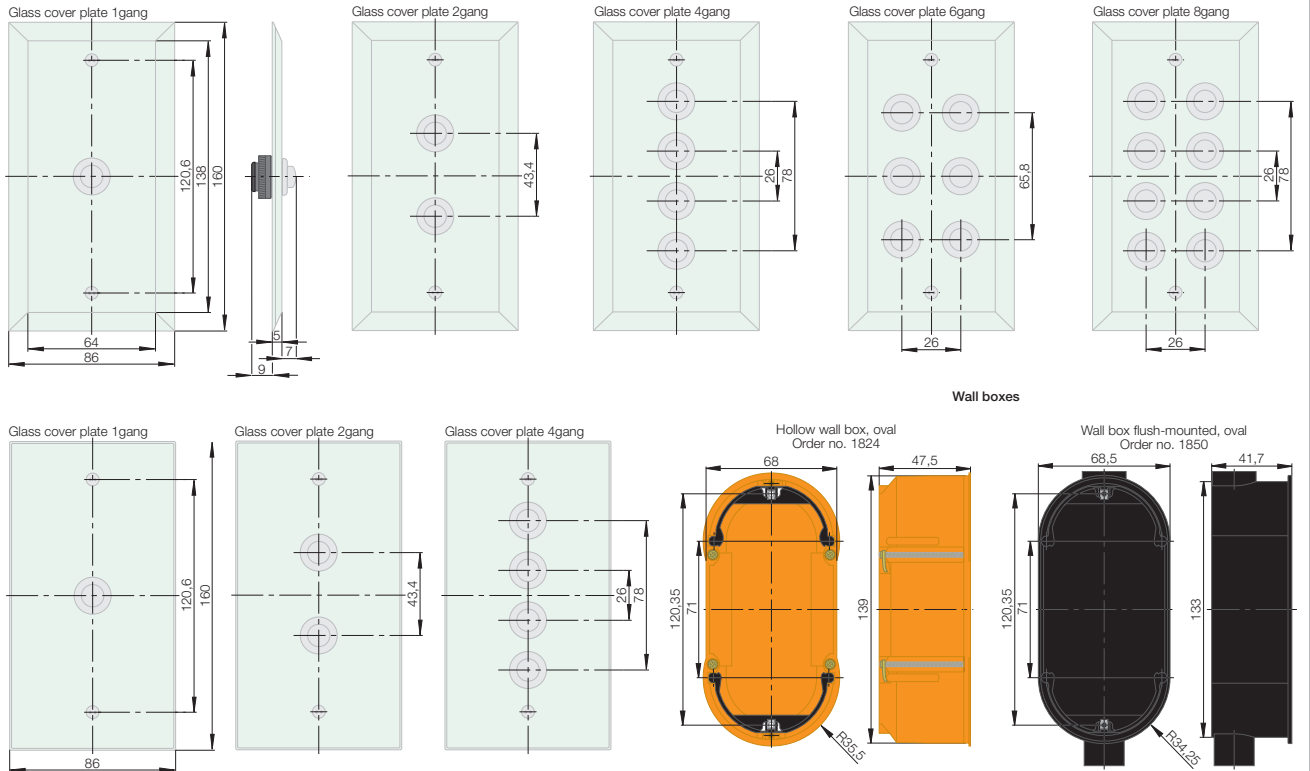 Glass cover plate 1gang
120,6
138
160
64
86
5
7
9
Glass cover plate 2gang
43,4
Glass cover plate 4gang
26
78
Glass cover plate 6gang
65,8
26
Glass cover plate 8gang
26
78
26
Wall boxes
Glass cover plate 1gang
120,6
160
86
Glass cover plate 2gang
43,4
Glass cover plate 4gang
26
78
Hollow wall box, oval
Order no. 1824
68
47,5
120,35
71
139
R35,5
Wall box flush-mounted, oval
Order no. 1850
68,5
41,7
120,35
71
133
R34,25